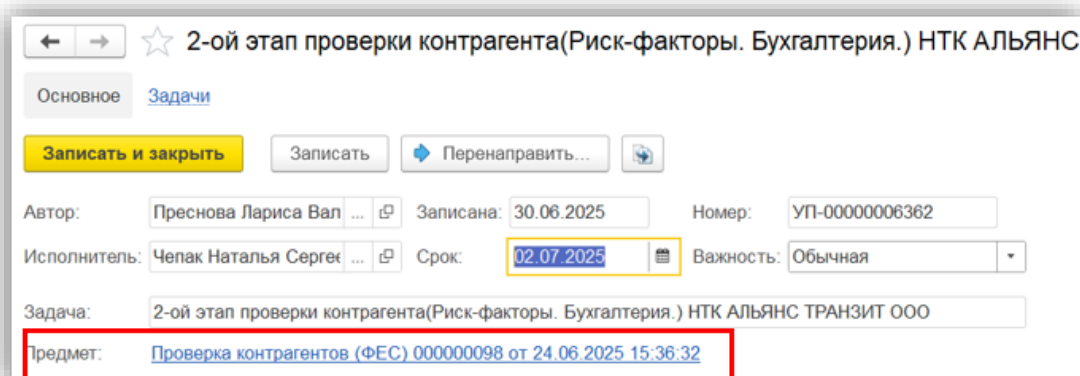 2-ой этап проверки контрагента(Риск-факторы. Бухгалтерия.) НТК АЛЬЯНС
Основное Задачи
Записать и закрыть Записать Перенаправить...
Автор: Преснова Лариса Вал ... Записана: 30.06.2025 Номер: УП-00000006362
Исполнитель: Чепак Наталья Сергее ... Срок: 02.07.2025 Важность: Обычная
Задача: 2-ой этап проверки контрагента(Риск-факторы. Бухгалтерия.) НТК АЛЬЯНС ТРАНЗИТ ООО
Предмет: Проверка контрагентов (ФЕС) 000000098 от 24.06.2025 15:36:32